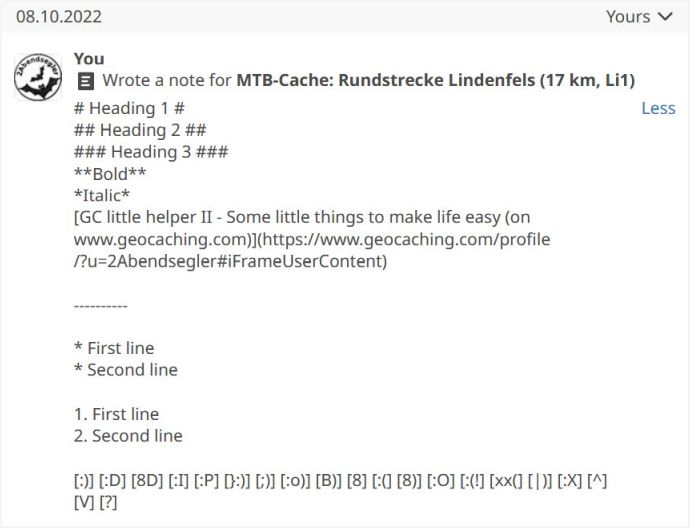 08.10.2022 Yours
2Abendsegler
You
Wrote a note for MTB-Cache: Rundstrecke Lindenfels (17 km, Li1)
# Heading 1 # Less
## Heading 2 ##
### Heading 3 ###
**Bold**
*Italic*
[GC little helper II - Some little things to make life easy (on
www.geocaching.com)](https://www.geocaching.com/profile
/?u=2Abendsegler#iFrameUserContent)
----------
* First line
* Second line
1. First line
2. Second line
[:)] [:D] [8D] [:I] [:P] [}:)] [;)] [:o)] [B)] [8] [:(] [8)] [:O] [:(!] [xx(] [|)] [:X] [^]
[V] [?]